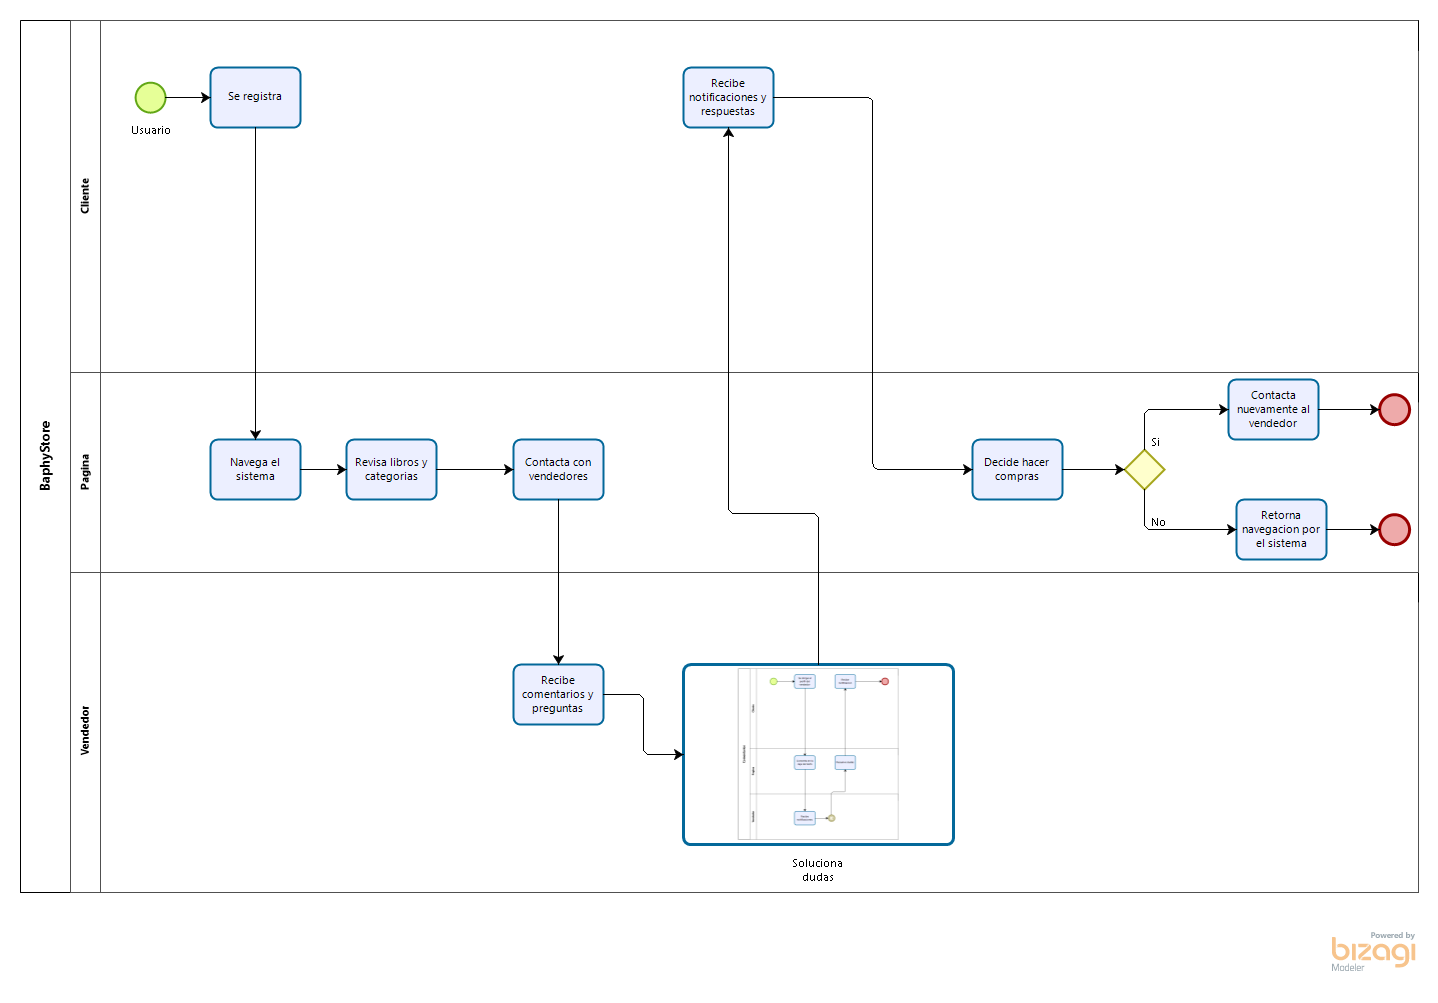 BaphyStore
Cliente
Usuario
Se registra
Recibe
notificaciones y
respuestas
Pagina
Navega el
sistema
Revisa libros y
categorias
Contacta con
vendedores
Decide hacer
compras
Si
No
Contacta
nuevamente al
vendedor
Retorna
navegacion por
el sistema
Vendedor
Recibe
comentarios y
preguntas
Soluciona
dudas
Powered by
bizagi
Modeler